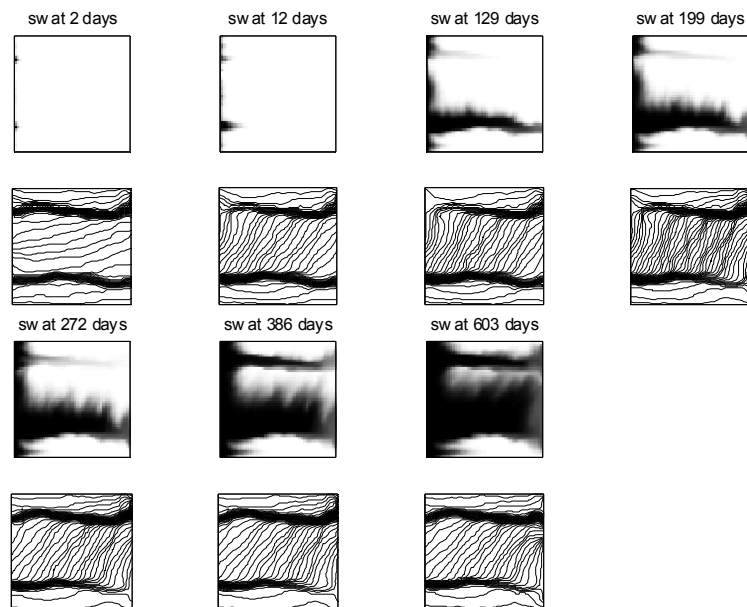 sw at 2 days
sw at 12 days
sw at 129 days
sw at 199 days
sw at 272 days
sw at 386 days
sw at 603 days